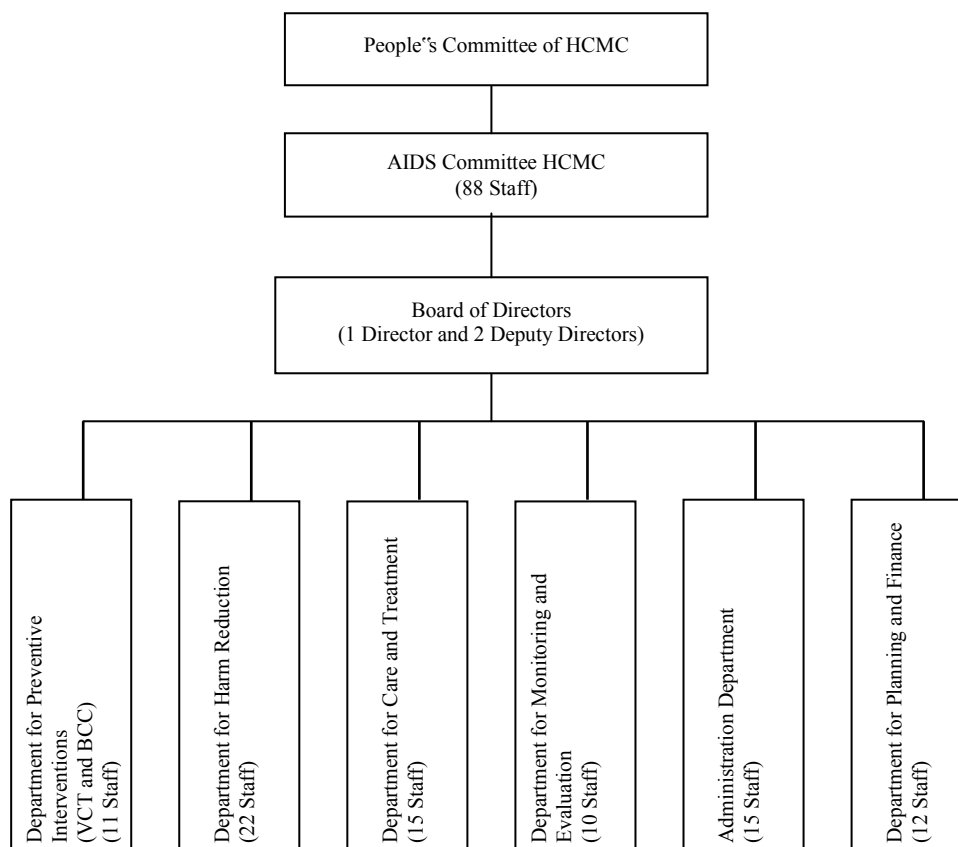 People‟s Committee of HCMC
AIDS Committee HCMC
(88 Staff)
Board of Directors
(1 Director and 2 Deputy Directors)
Department for Preventive
Interventions
(VCT and BCC)
(11 Staff)
Department for Harm Reduction
(22 Staff)
Department for Care and Treatment
(15 Staff)
Department for Monitoring and
Evaluation
(10 Staff)
Administration Department
(15 Staff)
Department for Planning and Finance
(12 Staff)